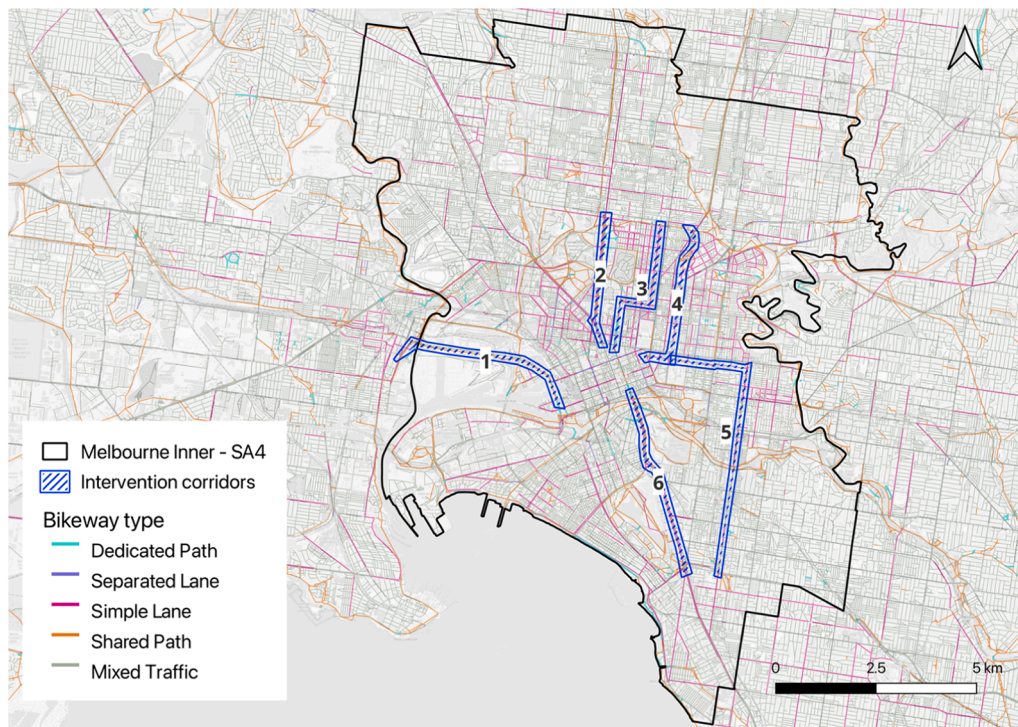 2
3
4
1
5
6
Melbourne Inner - SA4
Intervention corridors
Bikeway type
Dedicated Path
Separated Lane
Simple Lane
Shared Path
Mixed Traffic
0 2.5 5 km